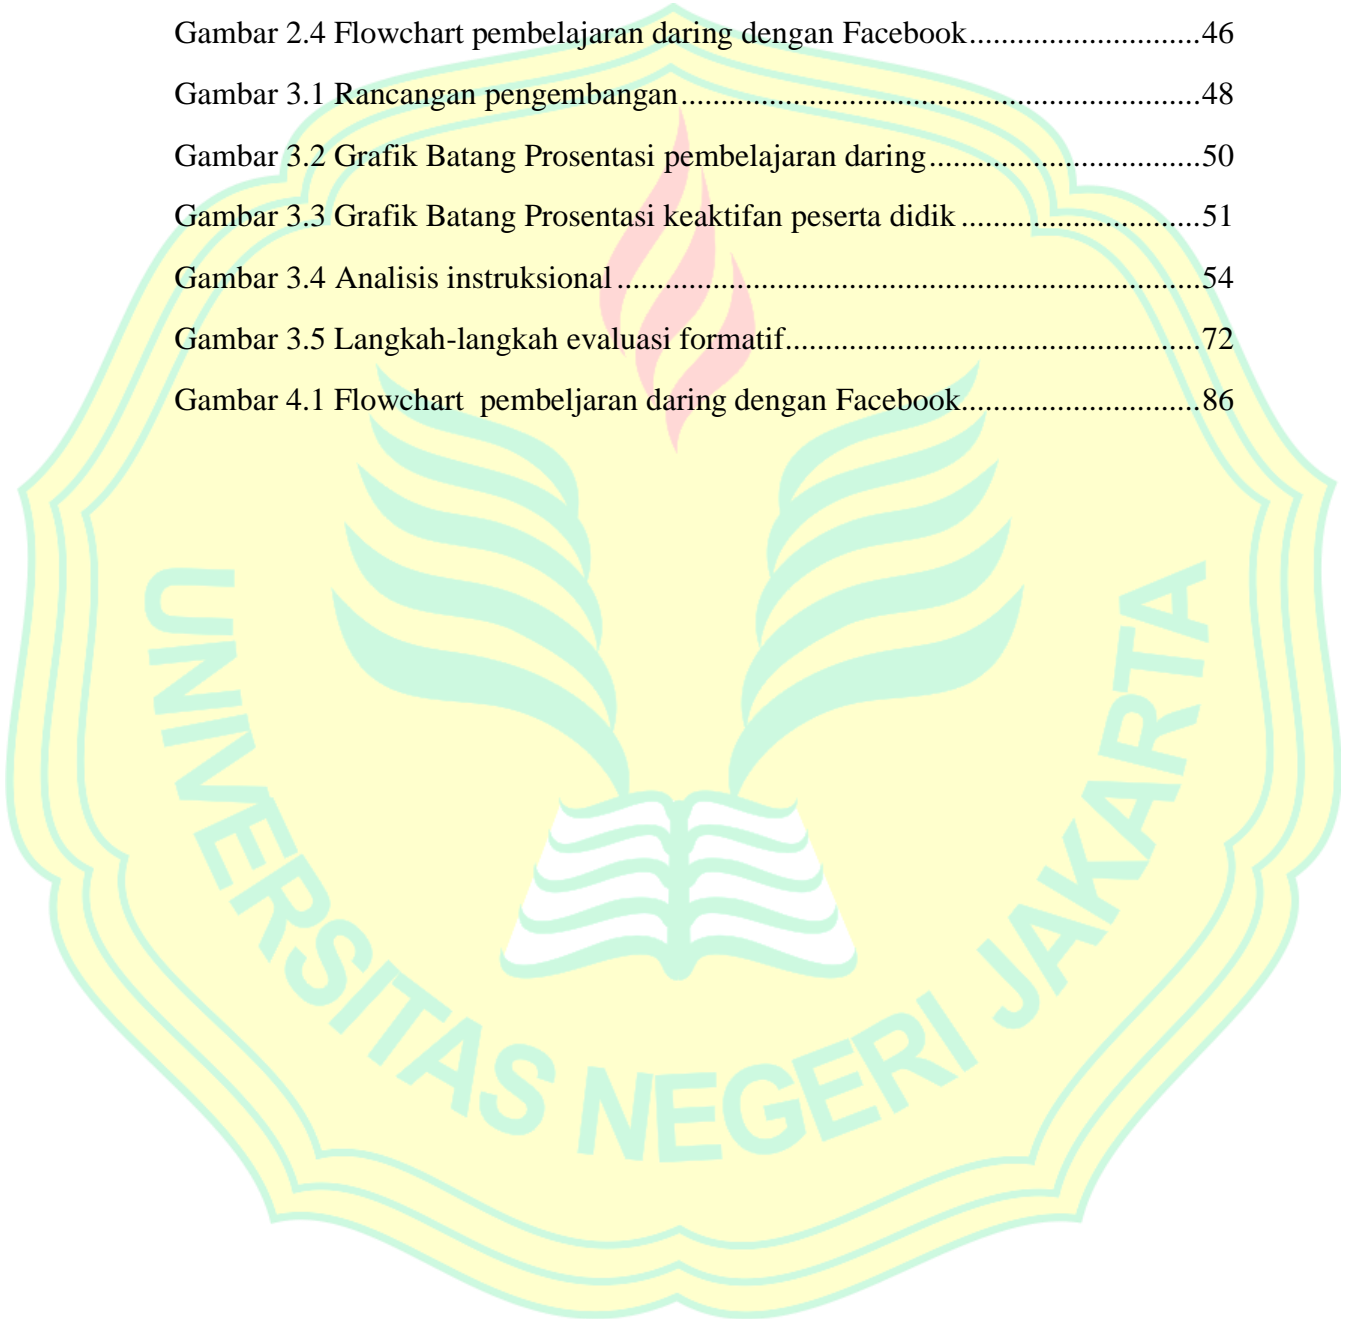 Gambar 2.4 Flowchart pembelajaran daring dengan Facebook.............................46
Gambar 3.1 Rancangan pengembangan.................................................................48
Gambar 3.2 Grafik Batang Prosentasi pembelajaran daring..................................50
Gambar 3.3 Grafik Batang Prosentasi keaktifan peserta didik..............................51
Gambar 3.4 Analisis instruksional.........................................................................54
Gambar 3.5 Langkah-langkah evaluasi formatif....................................................72
Gambar 4.1 Flowchart  pembeljaran daring dengan Facebook..............................86
UNIVERSITAS NEGERI JAKARTA